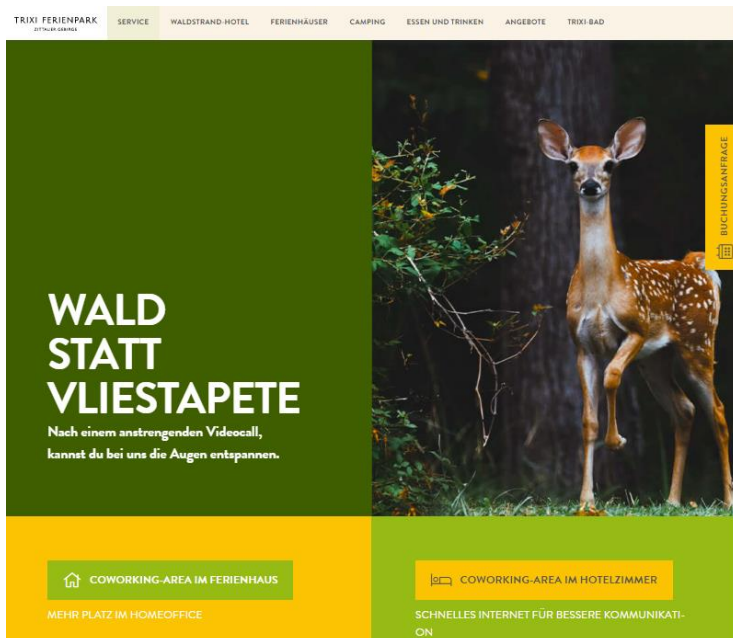 TRIXI FERIENPARK
ZITTAUER GEBIRGE
SERVICE
WALDSTRAND-HOTEL
FERIENHÄUSER
CAMPING
ESSEN UND TRINKEN
ANGEBOTE
TRIXI-BAD
BUCHUNGSANFRAGE
WALD
STATT
VLIESTAPETE
Nach einem anstrengenden Videocall,
kannst du bei uns die Augen entspannen.
COWORKING-AREA IM FERIENHAUS
MEHR PLATZ IM HOMEOFFICE
COWORKING-AREA IM HOTELZIMMER
SCHNELLES INTERNET FÜR BESSERE KOMMUNIKATI-
ON